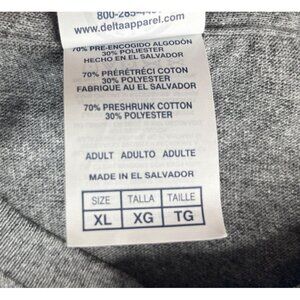 www.deltaapparel.com
70% PRE-ENCOGIDO ALGODÓN
30% POLIESTER
HECHO EN EL SALVADOR
70% PRÉRÉTRÉCI COTON
30% POLYESTER
FABRIQUE AU EL SALVADOR
70% PRESHRUNK COTTON
30% POLYESTER
ADULT ADULTO ADULTE
MADE IN EL SALVADOR
SIZE TALLA TAILLE
XL XG TG